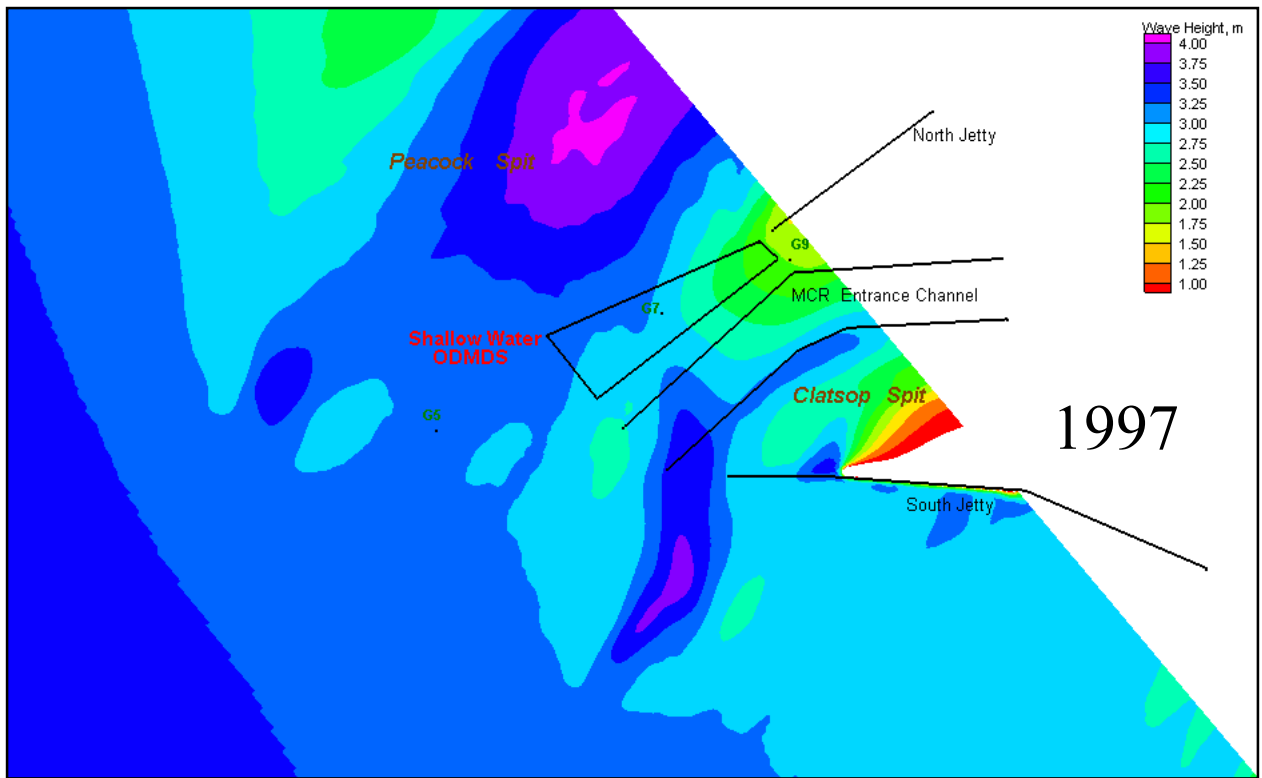 Wave Height, m
4.00
3.75
3.50
3.25
3.00
2.75
2.50
2.25
2.00
1.75
1.50
1.25
1.00
North Jetty
Peacock Spit
G9
MCR Entrance Channel
G7
Shallow Water
ODMDS
Clatsop Spit
G5
1997
South Jetty